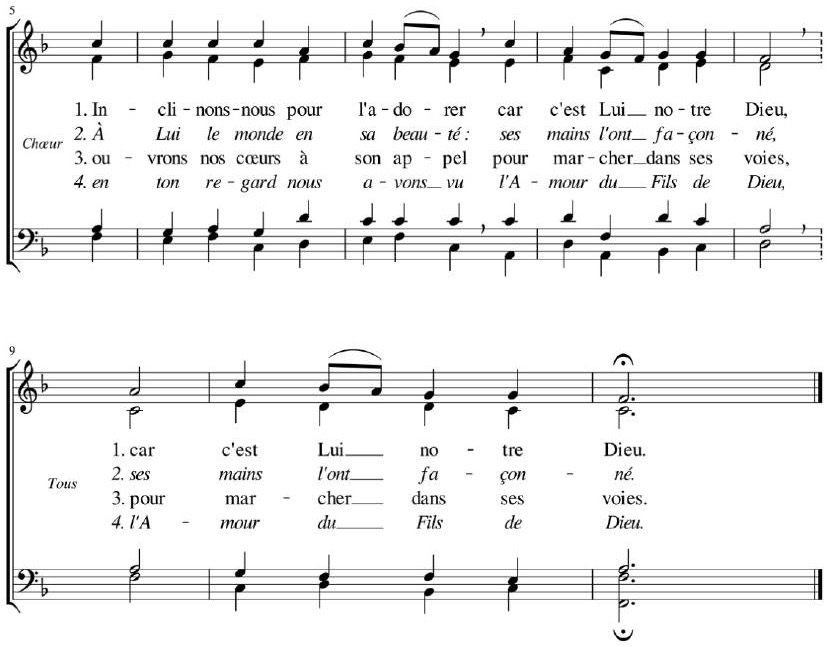 5
1. In - cli - nons-nous pour l'a - do - rer car c'est Lui no - tre Dieu,
2. À Lui le monde en sa beau - té : ses mains l'ont fa - çon - né,
Chœur
3. ou - vrons nos cœurs à son ap - pel pour mar - cher dans ses voies,
4. en ton re - gard nous a - vons vu l'A - mour du Fils de Dieu,
9
1. car c'est Lui no - tre Dieu.
2. ses mains l'ont fa - çon - né.
Tous
3. pour mar - cher dans ses voies.
4. l'A - mour du Fils de Dieu.